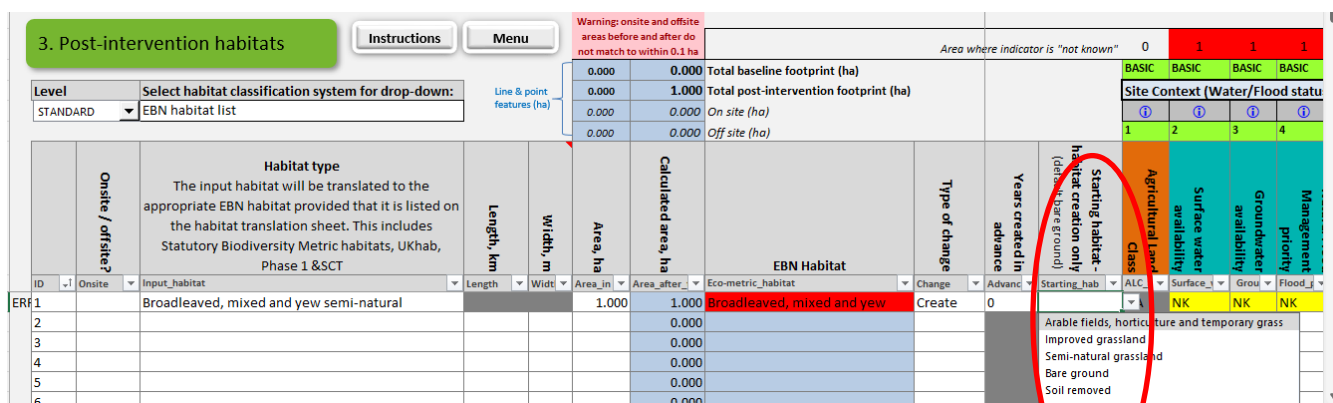 3. Post-intervention habitats
Instructions
Menu
Warning: onsite and offsite
areas before and after do
not match to within 0.1 ha
Area where indicator is "not known"
0 1 1 1
0.000 0.000 Total baseline footprint (ha)
BASIC BASIC BASIC BASIC
Level
Select habitat classification system for drop-down:
Line & point
features (ha)
0.000 1.000 Total post-intervention footprint (ha)
Site Context (Water/Flood statu
STANDARD
EBN habitat list
0.000 0.000 On site (ha)
0.000 0.000 Off site (ha)
1 2 3 4
Onsite / offsite?
Habitat type
The input habitat will be translated to the
appropriate EBN habitat provided that it is listed on
the habitat translation sheet. This includes
Statutory Biodiversity Metric habitats, UKhab,
Phase 1 &SCT
Length, km
Width, m
Area, ha
Calculated area, ha
EBN Habitat
Type of change
Years created in
advance
Starting habitat -
habitat creation only
(default bare ground)
Agricultural Land
Class
Surface water
availability
Groundwater
availability
Management
priority
ID Onsite Input_habitat Length Widt Area_in Area_after_ Eco-metric_habitat Change Advanc Starting_hab ALC_ Surface_ Grou Flood_
ERF 1 Broadleaved, mixed and yew semi-natural 1.000 1.000 Broadleaved, mixed and yew Create 0 NK NK NK
2 0.000
Arable fields, horticulture and temporary grass
3 0.000
Improved grassland
4 0.000
Semi-natural grassland
Bare ground
5 0.000
Soil removed
6 0.000